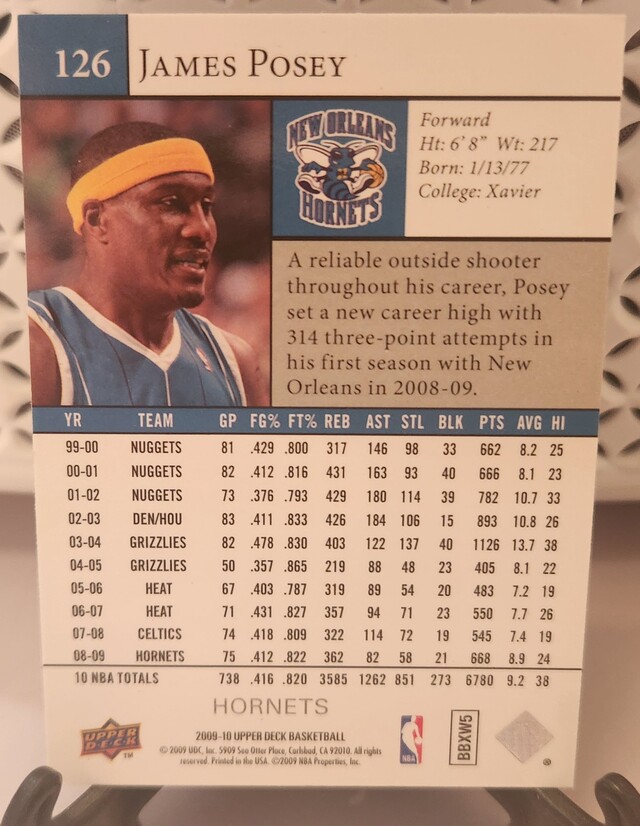 126 JAMES POSEY
NEW ORLEANS
HORNETS
Forward
Ht: 6' 8" Wt: 217
Born: 1/13/77
College: Xavier
A reliable outside shooter
throughout his career, Posey
set a new career high with
314 three-point attempts in
his first season with New
Orleans in 2008-09.
YR TEAM GP FG% FT% REB AST STL BLK PTS AVG HI
99-00 NUGGETS 81 .429 .800 317 146 98 33 662 8.2 25
00-01 NUGGETS 82 .412 .816 431 163 93 40 666 8.1 23
01-02 NUGGETS 73 .376 .793 429 180 114 39 782 10.7 33
02-03 DEN/HOU 83 .411 .833 426 184 106 15 893 10.8 26
03-04 GRIZZLIES 82 .478 .830 403 122 137 40 1126 13.7 38
04-05 GRIZZLIES 50 .357 .865 219 88 48 23 405 8.1 22
05-06 HEAT 67 .403 .787 319 89 54 20 483 7.2 19
06-07 HEAT 71 .431 .827 357 94 71 23 550 7.7 26
07-08 CELTICS 74 .418 .809 322 114 72 19 545 7.4 19
08-09 HORNETS 75 .412 .822 362 82 58 21 668 8.9 24
10 NBA TOTALS 738 .416 .820 3585 1262 851 273 6780 9.2 38
HORNETS
UPPER
DECK
TM
2009-10 UPPER DECK BASKETBALL
© 2009 UDC, Inc. 5909 Sea Otter Place, Carlsbad, CA 92010. All rights
reserved. Printed in the USA. ©2009 NBA Properties, Inc.
NBA
BBXW5
®